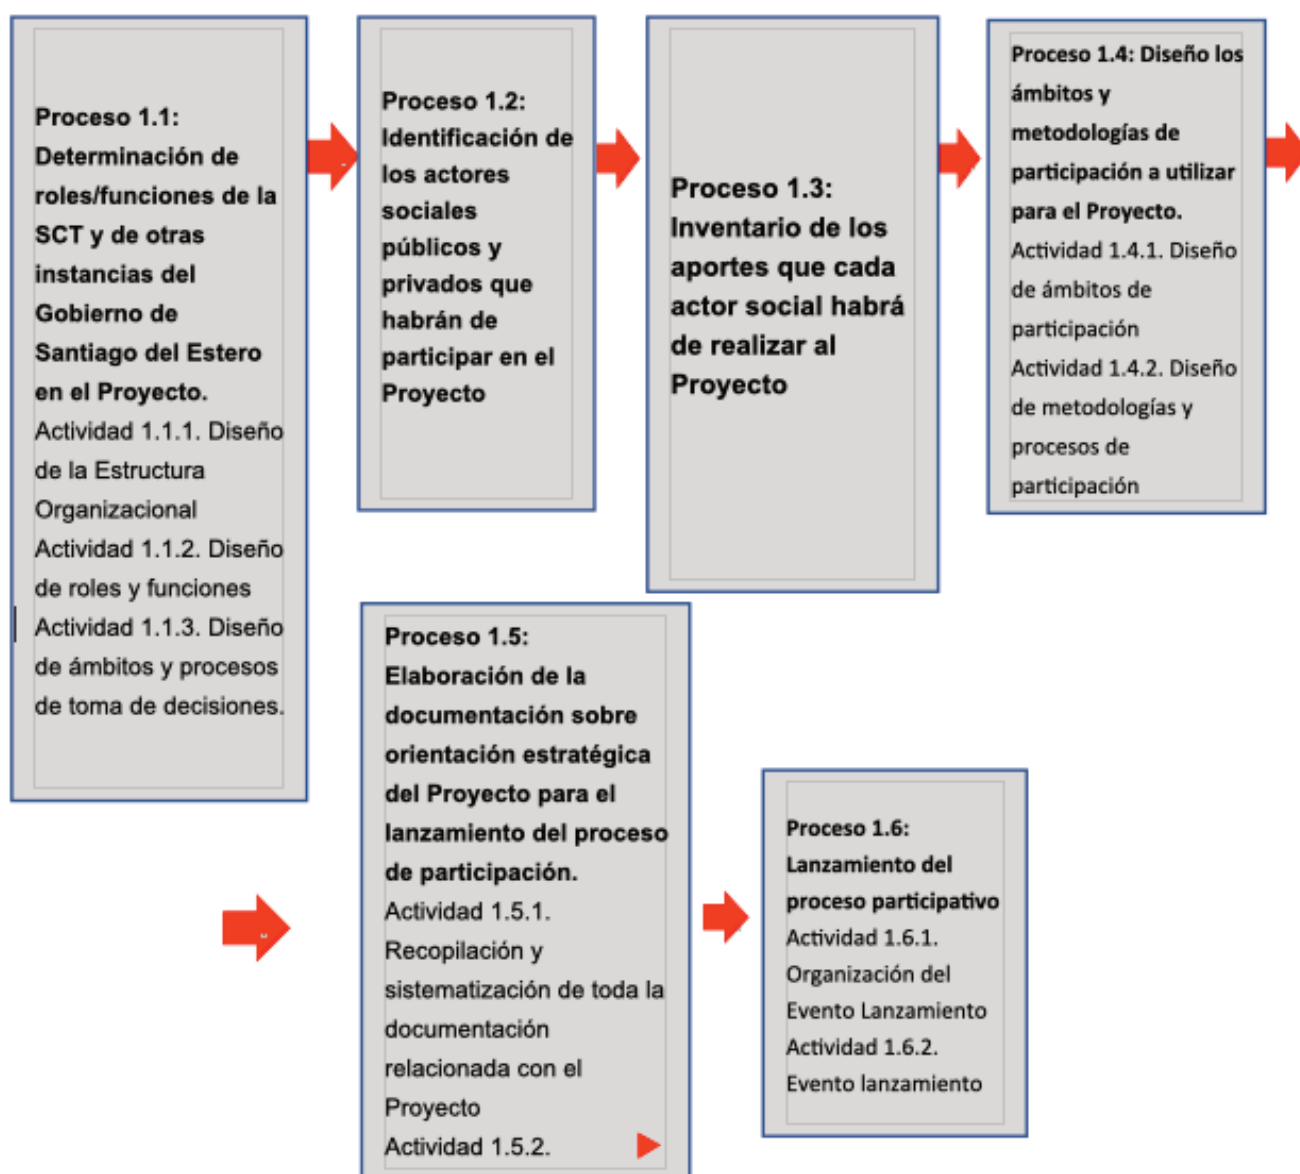 Proceso 1.1:
Determinación de
roles/funciones de la
SCT y de otras
instancias del
Gobierno de
Santiago del Estero
en el Proyecto.
Actividad 1.1.1. Diseño
de la Estructura
Organizacional
Actividad 1.1.2. Diseño
de roles y funciones
Actividad 1.1.3. Diseño
de ámbitos y procesos
de toma de decisiones.
Proceso 1.2:
Identificación de
los actores
sociales
públicos y
privados que
habrán de
participar en el
Proyecto
Proceso 1.3:
Inventario de los
aportes que cada
actor social habrá
de realizar al
Proyecto
Proceso 1.4: Diseño los
ámbitos y
metodologías de
participación a utilizar
para el Proyecto.
Actividad 1.4.1. Diseño
de ámbitos de
participación
Actividad 1.4.2. Diseño
de metodologías y
procesos de
participación
Proceso 1.5:
Elaboración de la
documentación sobre
orientación estratégica
del Proyecto para el
lanzamiento del proceso
de participación.
Actividad 1.5.1.
Recopilación y
sistematización de toda la
documentación
relacionada con el
Proyecto
Actividad 1.5.2.
Proceso 1.6:
Lanzamiento del
proceso participativo
Actividad 1.6.1.
Organización del
Evento Lanzamiento
Actividad 1.6.2.
Evento lanzamiento